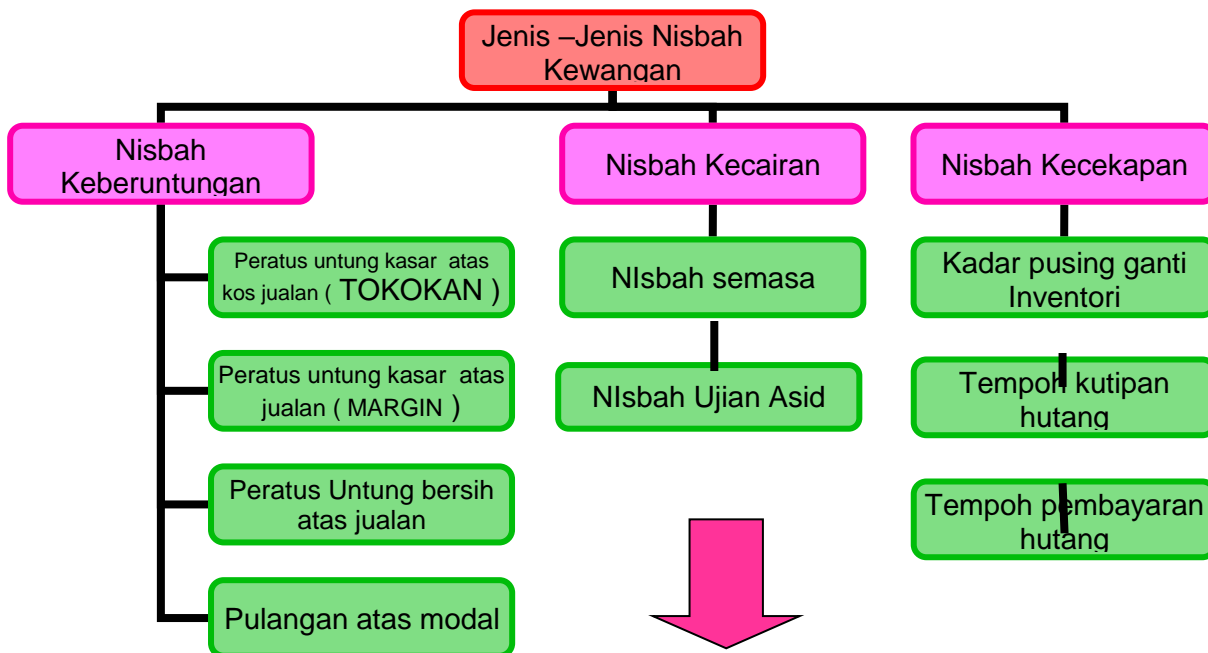 Jenis –Jenis Nisbah
Kewangan
Nisbah
Keberuntungan
Nisbah Kecairan
Nisbah Kecekapan
Peratus untung kasar atas
kos jualan ( TOKOKAN )
Peratus untung kasar atas
jualan ( MARGIN )
Peratus Untung bersih
atas jualan
Pulangan atas modal
NIsbah semasa
NIsbah Ujian Asid
Kadar pusing ganti
Inventori
Tempoh kutipan
hutang
Tempoh pembayaran
hutang